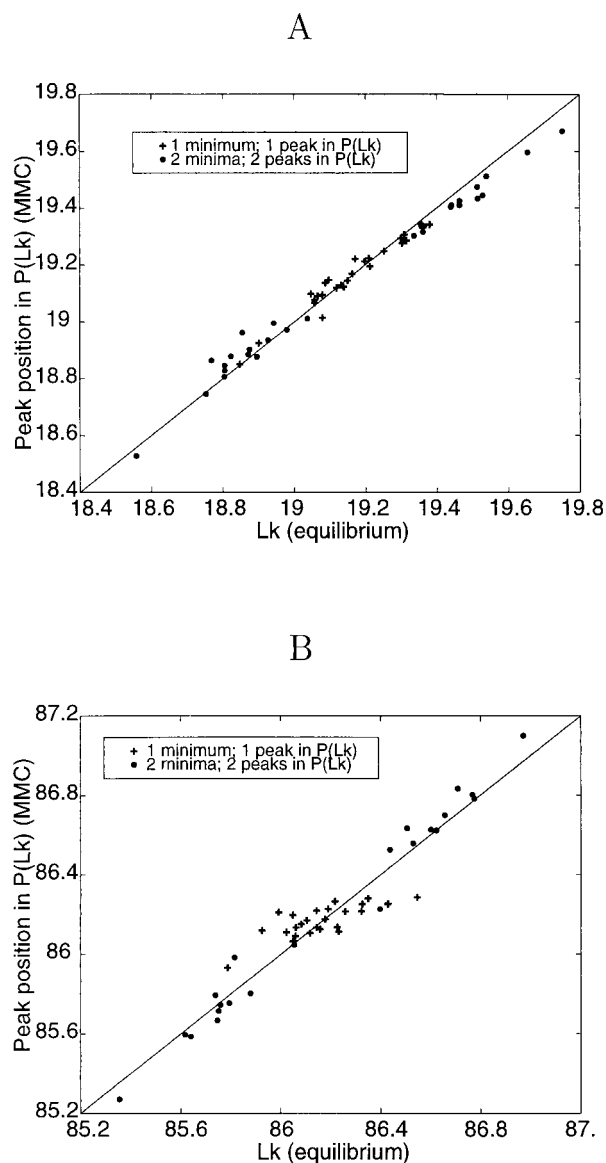 A
19.8
19.6
19.4
19.2
19
18.8
18.6
18.4
Peak position in P(Lk) (MMC)
+ 1 minimum; 1 peak in P(Lk)
• 2 minima; 2 peaks in P(Lk)
18.4 18.6 18.8 19 19.2 19.4 19.6 19.8
Lk (equilibrium)
B
87.2
86.8
86.4
86
85.6
85.2
Peak position in P(Lk) (MMC)
+ 1 minimum; 1 peak in P(Lk)
• 2 minima; 2 peaks in P(Lk)
85.2 85.6 86 86.4 86.8 87.
Lk (equilibrium)